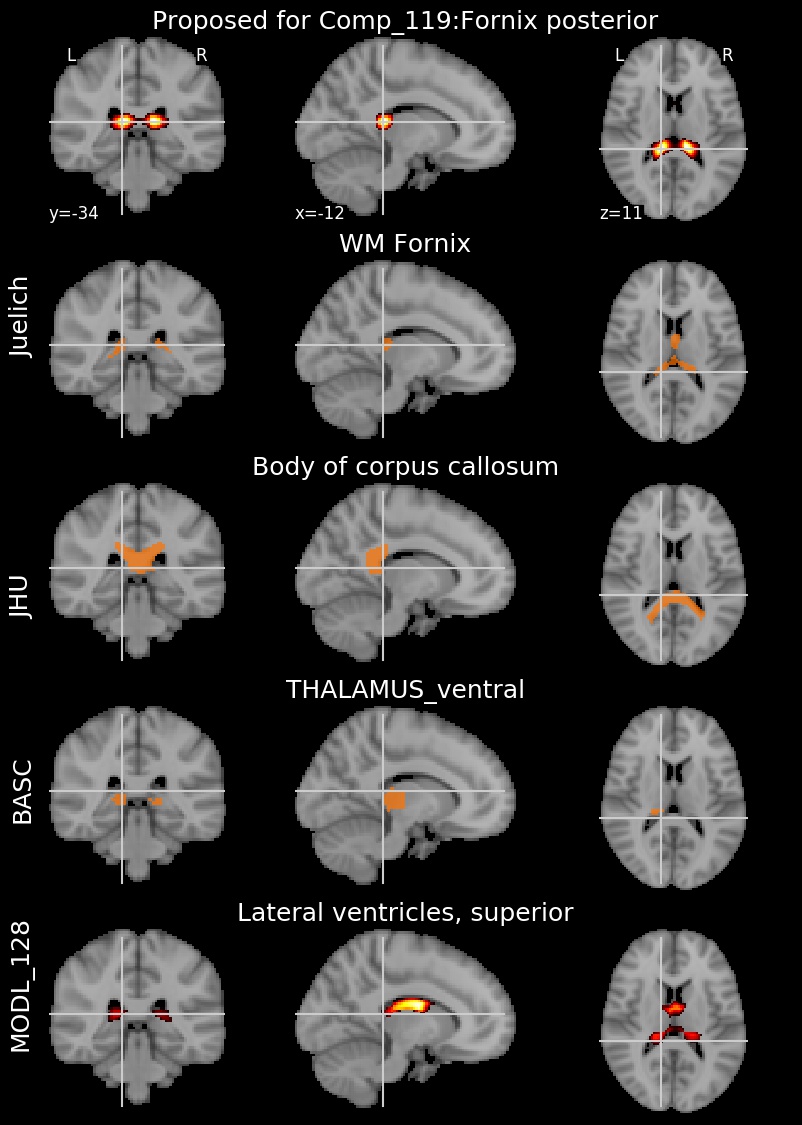 Proposed for Comp_119:Fornix posterior
L R L R
y=-34 x=-12 z=11
WM Fornix
Juelich
Body of corpus callosum
JHU
THALAMUS_ventral
BASC
Lateral ventricles, superior
MODL_128